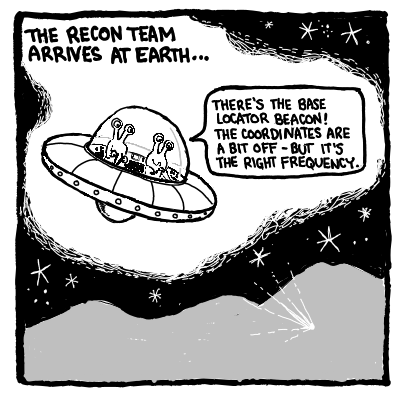 THE RECON TEAM
ARRIVES AT EARTH...
THERE'S THE BASE
LOCATOR BEACON!
THE COORDINATES ARE
A BIT OFF - BUT IT'S
THE RIGHT FREQUENCY.